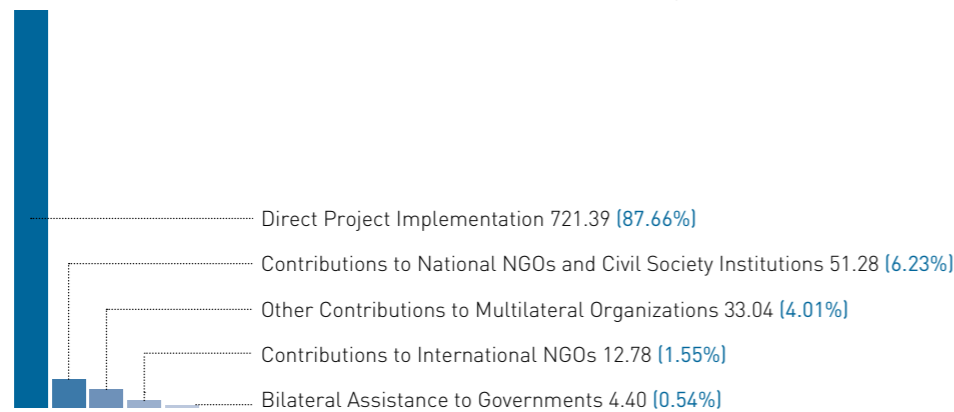 Direct Project Implementation 721.39 (87.66%)
Contributions to National NGOs and Civil Society Institutions 51.28 (6.23%)
Other Contributions to Multilateral Organizations 33.04 (4.01%)
Contributions to International NGOs 12.78 (1.55%)
Bilateral Assistance to Governments 4.40 (0.54%)